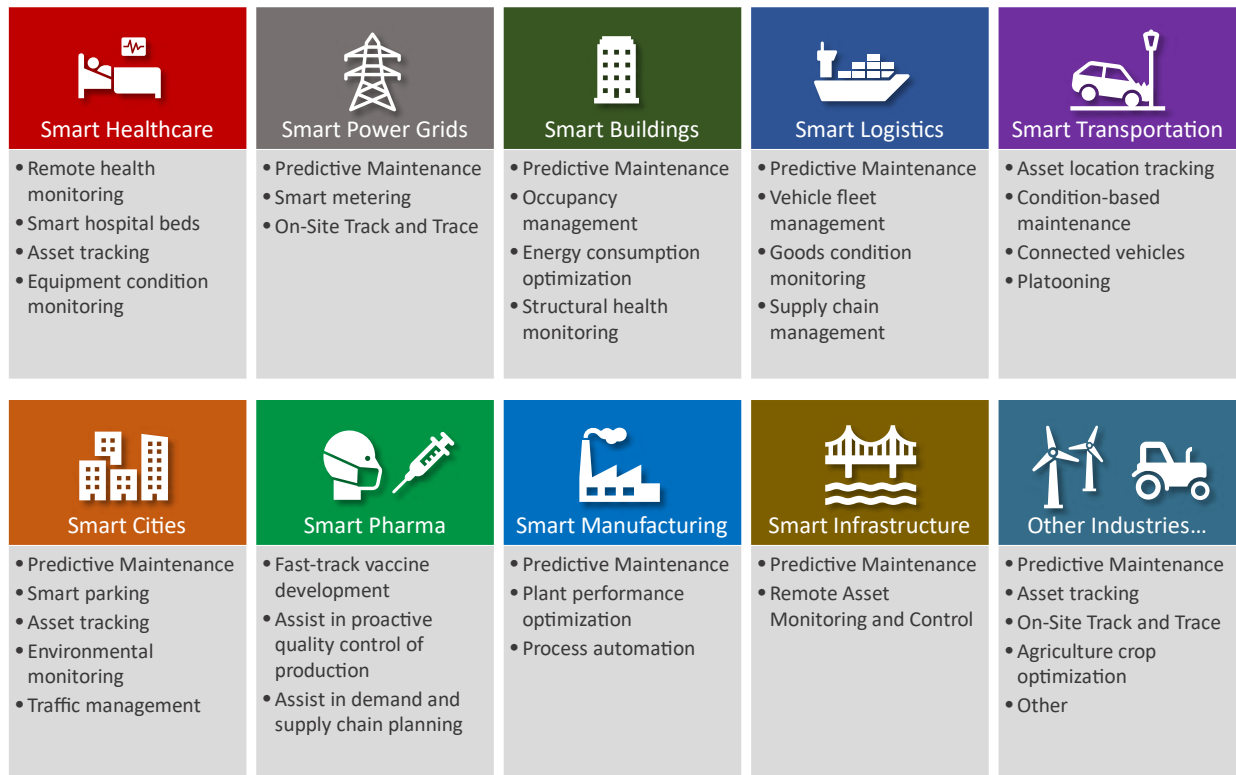 Smart Healthcare
• Remote health
monitoring
• Smart hospital beds
• Asset tracking
• Equipment condition
monitoring
Smart Power Grids
• Predictive Maintenance
• Smart metering
• On-Site Track and Trace
Smart Buildings
• Predictive Maintenance
• Occupancy
management
• Energy consumption
optimization
• Structural health
monitoring
Smart Logistics
• Predictive Maintenance
• Vehicle fleet
management
• Goods condition
monitoring
• Supply chain
management
Smart Transportation
• Asset location tracking
• Condition-based
maintenance
• Connected vehicles
• Platooning
Smart Cities
• Predictive Maintenance
• Smart parking
• Asset tracking
• Environmental
monitoring
• Traffic management
Smart Pharma
• Fast-track vaccine
development
• Assist in proactive
quality control of
production
• Assist in demand and
supply chain planning
Smart Manufacturing
• Predictive Maintenance
• Plant performance
optimization
• Process automation
Smart Infrastructure
• Predictive Maintenance
• Remote Asset
Monitoring and Control
Other Industries...
• Predictive Maintenance
• Asset tracking
• On-Site Track and Trace
• Agriculture crop
optimization
• Other